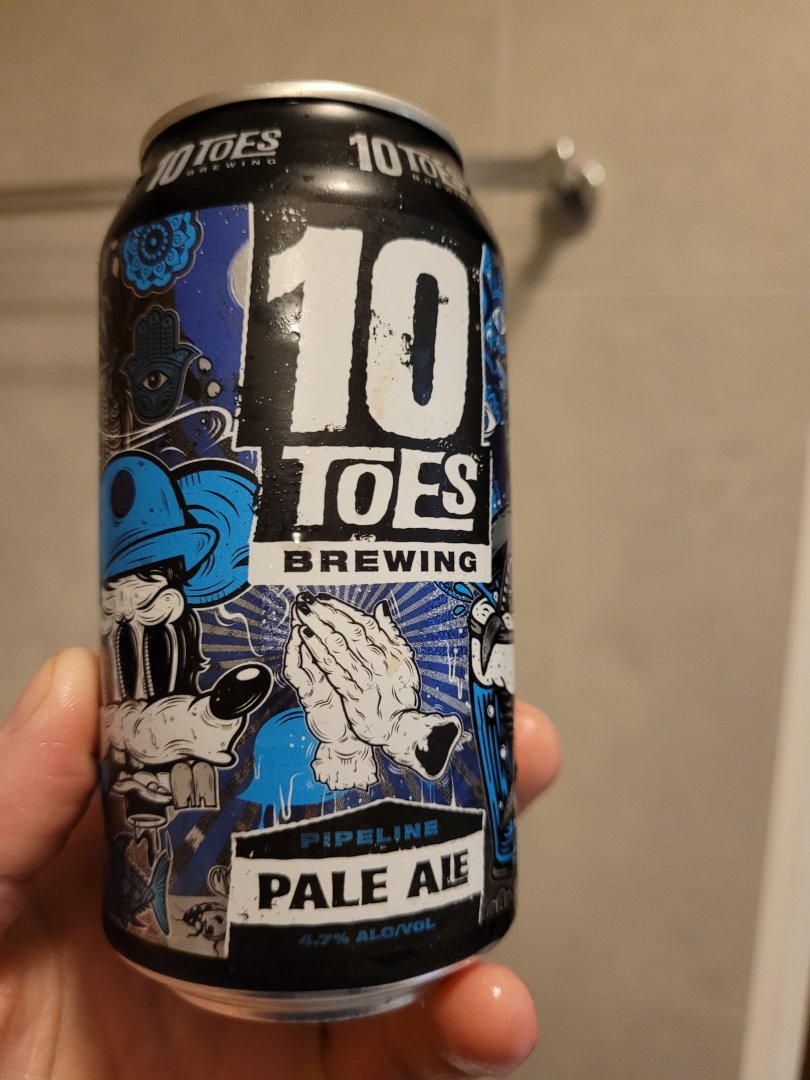 10 TOES
BREWING
10 TOES
10
TOES
BREWING
PIPELINE
PALE ALE
4.7% ALC/VOL